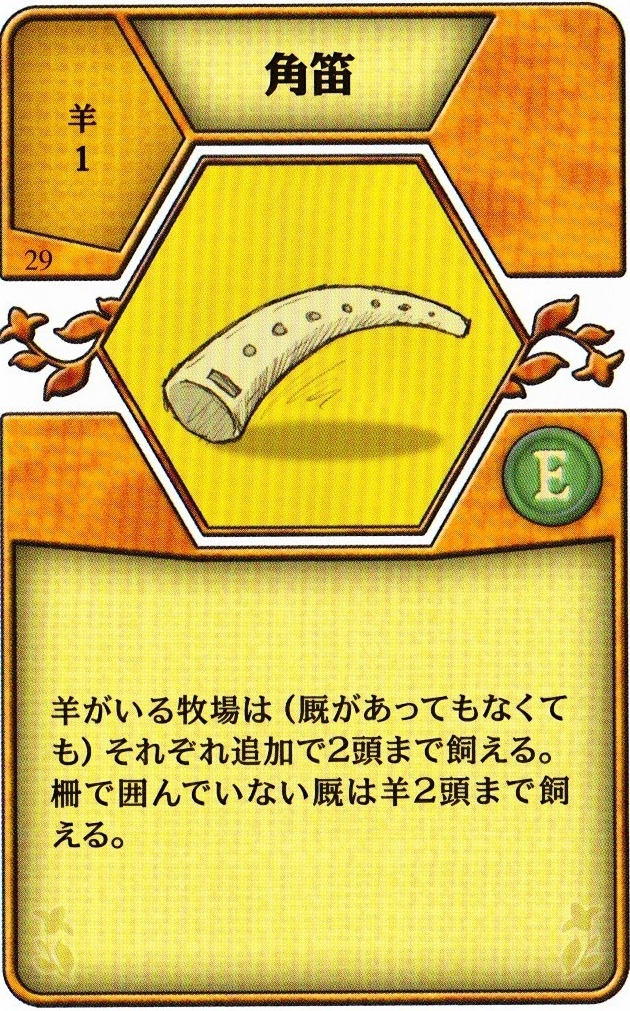 角笛
羊
1
29
E
羊がいる牧場は（厩があってもなくて
も）それぞれ追加で2頭まで飼える。
柵で囲んでいない厩は羊2頭まで飼
える。